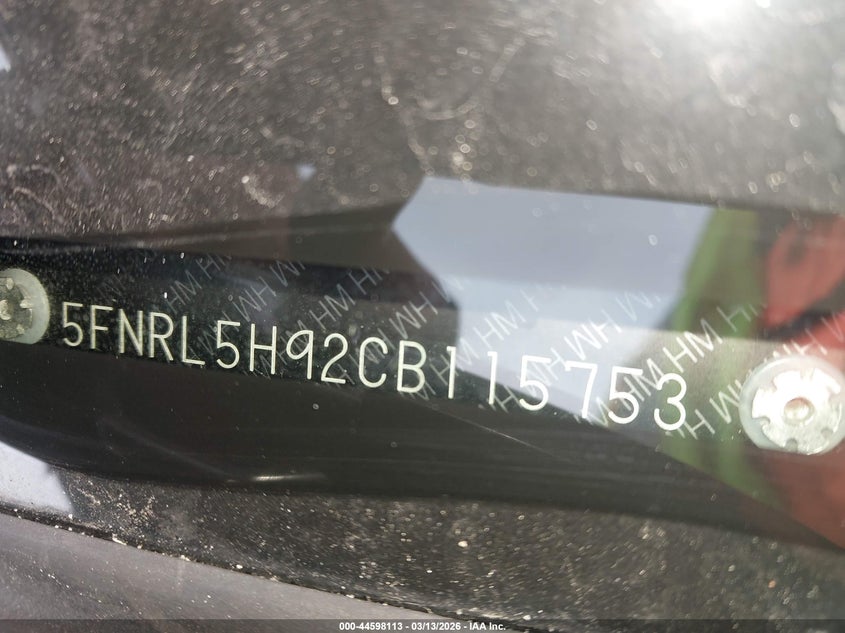 5FNRL5H92CB115753
000-44598113 - 03/13/2026 - IAA Inc.